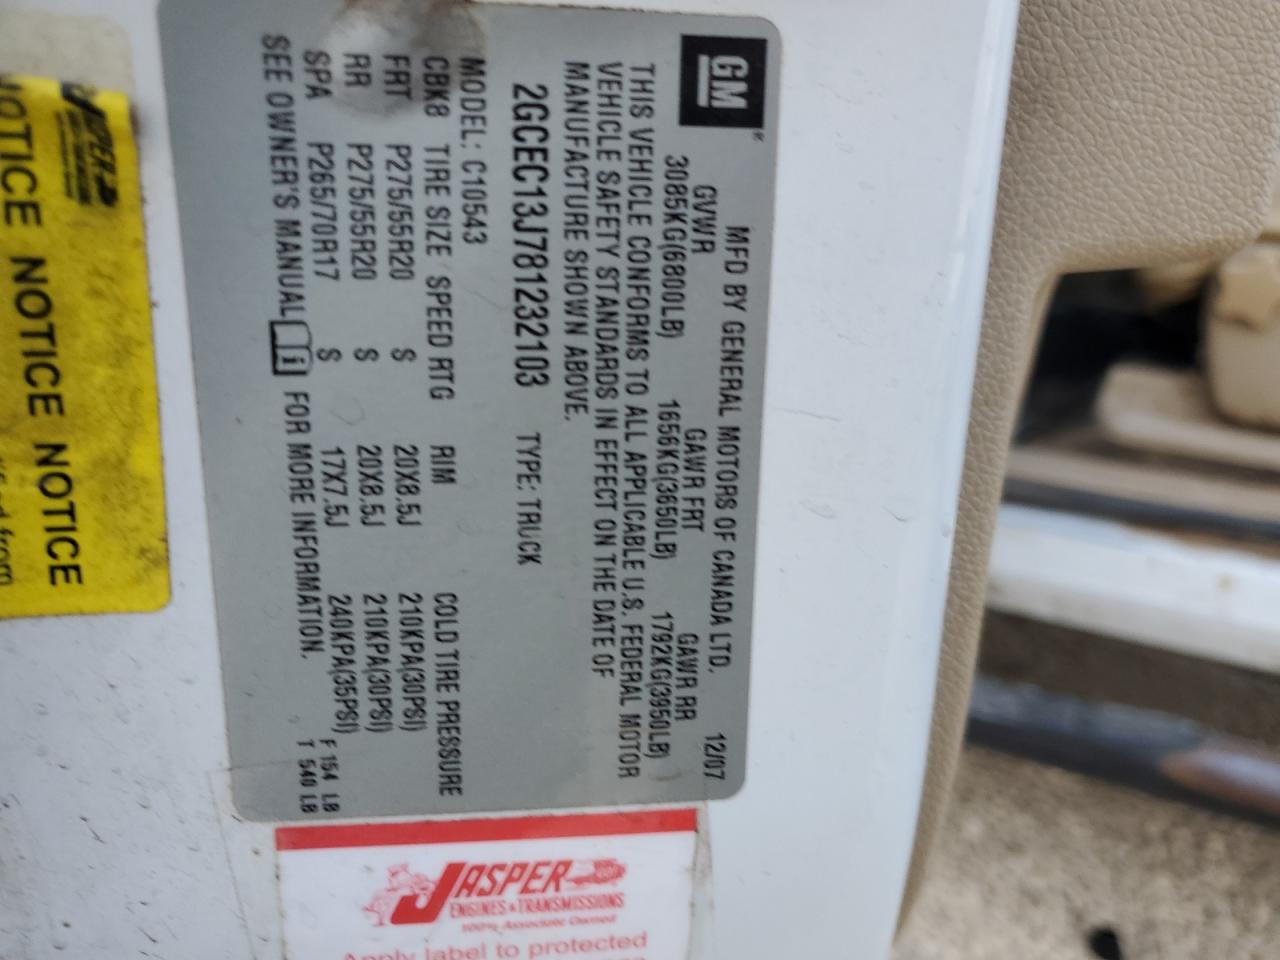 GM
MFD BY GENERAL MOTORS OF CANADA LTD.
12/07
GVWR GAWR FRT GAWR RR
3085KG(6800LB) 1656KG(3650LB) 1792KG(3950LB)
THIS VEHICLE CONFORMS TO ALL APPLICABLE U.S. FEDERAL MOTOR
VEHICLE SAFETY STANDARDS IN EFFECT ON THE DATE OF
MANUFACTURE SHOWN ABOVE.
2GCEC13J781232103 TYPE: TRUCK
MODEL: C10543
CBK8 TIRE SIZE SPEED RTG RIM COLD TIRE PRESSURE
FRT P275/55R20 S 20X8.5J 210KPA(30PSI)
RR P275/55R20 S 20X8.5J 210KPA(30PSI)
SPA P265/70R17 S 17X7.5J 240KPA(35PSI)
SEE OWNER'S MANUAL i FOR MORE INFORMATION.
F 154 LB
T 540 LB
JASPER
NOTICE NOTICE NOTICE
from
JASPER
ENGINES & TRANSMISSIONS
100% Associate Owned
Apply label to protected